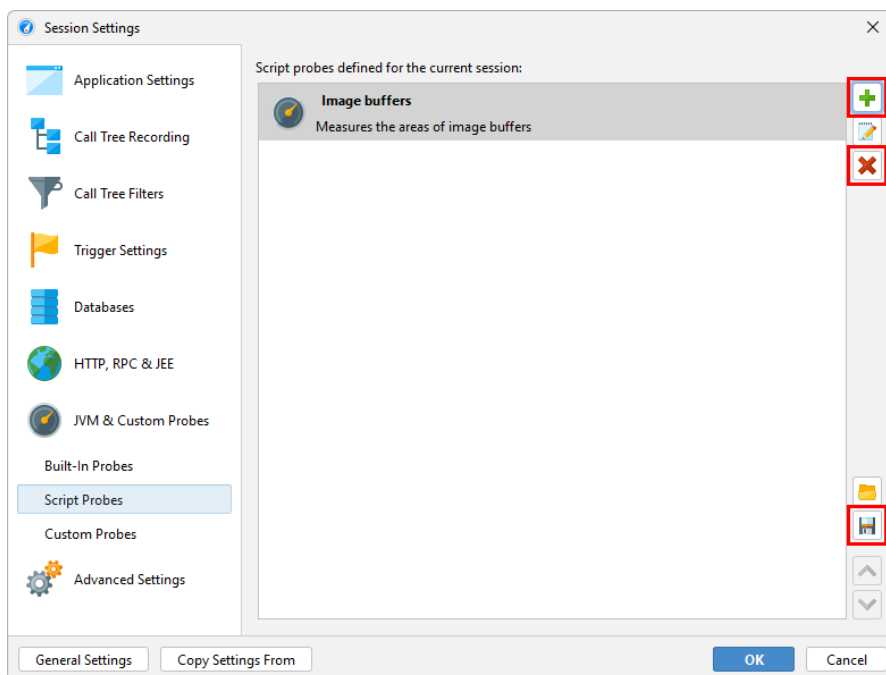 Session Settings
Application Settings
Call Tree Recording
Call Tree Filters
Trigger Settings
Databases
HTTP, RPC & JEE
JVM & Custom Probes
Built-In Probes
Script Probes
Custom Probes
Advanced Settings
Script probes defined for the current session:
Image buffers
Measures the areas of image buffers
General Settings
Copy Settings From
OK
Cancel